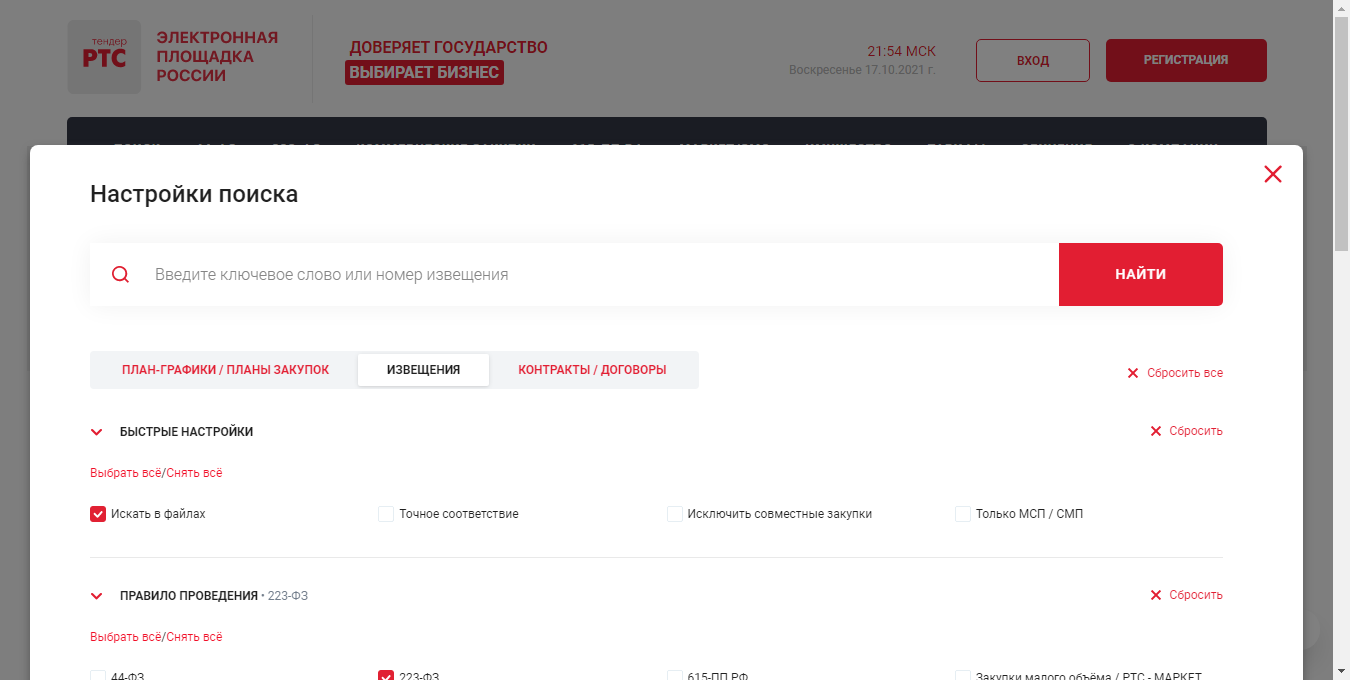 тендер
РТС
ЭЛЕКТРОННАЯ
ПЛОЩАДКА
РОССИИ
ДОВЕРЯЕТ ГОСУДАРСТВО
ВЫБИРАЕТ БИЗНЕС
21:54 МСК
Воскресенье 17.10.2021 г.
ВХОД
РЕГИСТРАЦИЯ
Настройки поиска
Введите ключевое слово или номер извещения
НАЙТИ
ПЛАН-ГРАФИКИ / ПЛАНЫ ЗАКУПОК
ИЗВЕЩЕНИЯ
КОНТРАКТЫ / ДОГОВОРЫ
Сбросить все
БЫСТРЫЕ НАСТРОЙКИ
Сбросить
Выбрать всё/Снять всё
Искать в файлах
Точное соответствие
Исключить совместные закупки
Только МСП / СМП
ПРАВИЛО ПРОВЕДЕНИЯ • 223-ФЗ
Сбросить
Выбрать всё/Снять всё
44-ФЗ
223-ФЗ
615-ПП РФ
Закупки малого объёма / РТС - МАРКЕТ